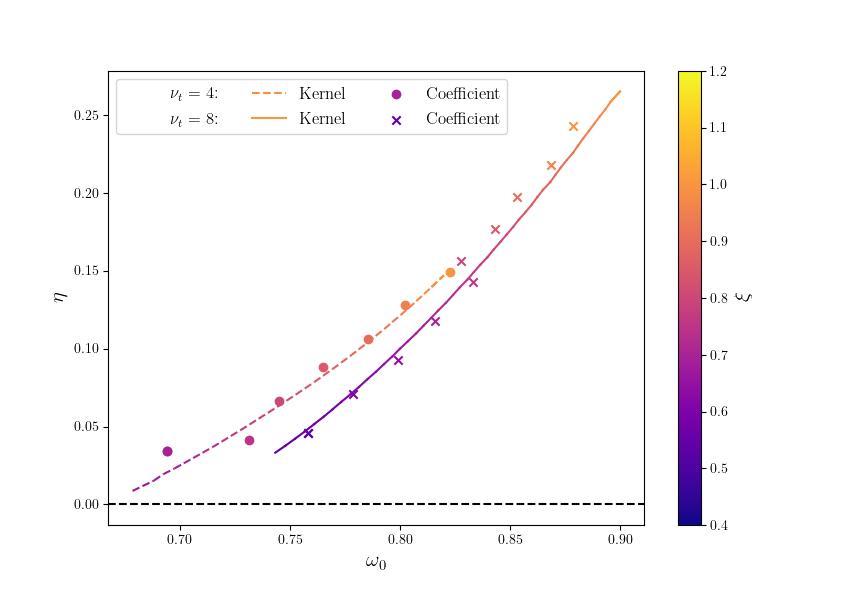 ν_t = 4: Kernel Coefficient
ν_t = 8: Kernel Coefficient
0.25
0.20
0.15
0.10
0.05
0.00
η
0.70 0.75 0.80 0.85 0.90
ω_0
1.2
1.1
1.0
0.9
0.8
0.7
0.6
0.5
0.4
ξ